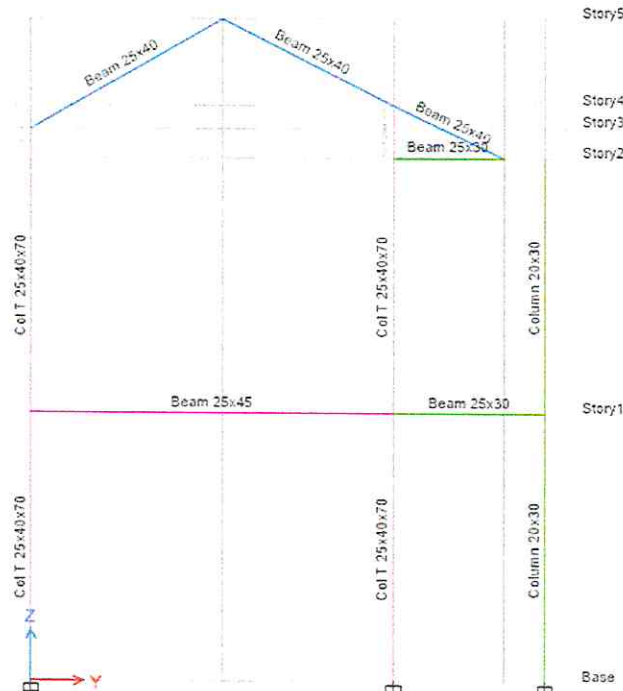 Story5
Beam 25x40
Beam 25x40
Story4
Beam 25x40
Story3
Beam 25x30
Story2
Col T 25x40x70
Col T 25x40x70
Column 20x30
Beam 25x45
Beam 25x30
Story1
Col T 25x40x70
Col T 25x40x70
Column 20x30
Z
Y
Base